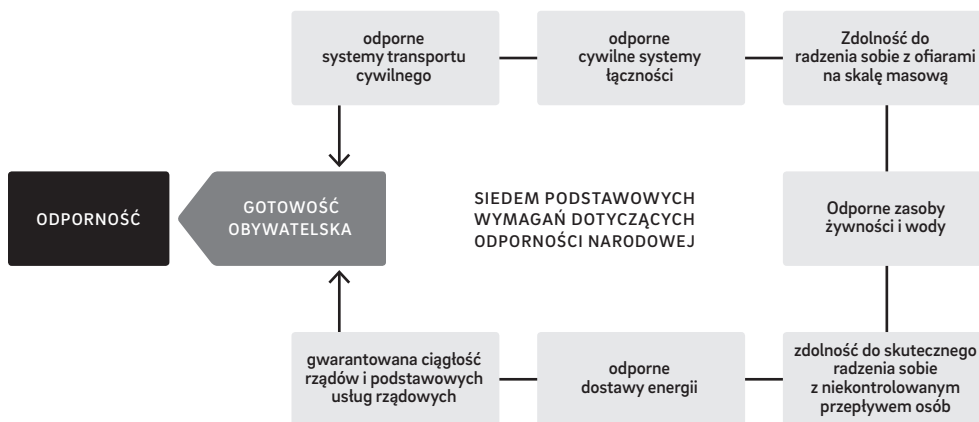 odporne
systemy transportu
cywilnego
odporne
cywilne systemy
łączności
Zdolność do
radzenia sobie z ofiarami
na skalę masową
ODPORNOŚĆ
GOTOWOŚĆ
OBYWATELSKA
SIEDEM PODSTAWOWYCH
WYMAGAŃ DOTYCZĄCYCH
ODPORNOŚCI NARODOWEJ
Odporne zasoby
żywności i wody
gwarantowana ciągłość
rządów i podstawowych
usług rządowych
odporne
dostawy energii
zdolność do skutecznego
radzenia sobie
z niekontrolowanym
przepływem osób